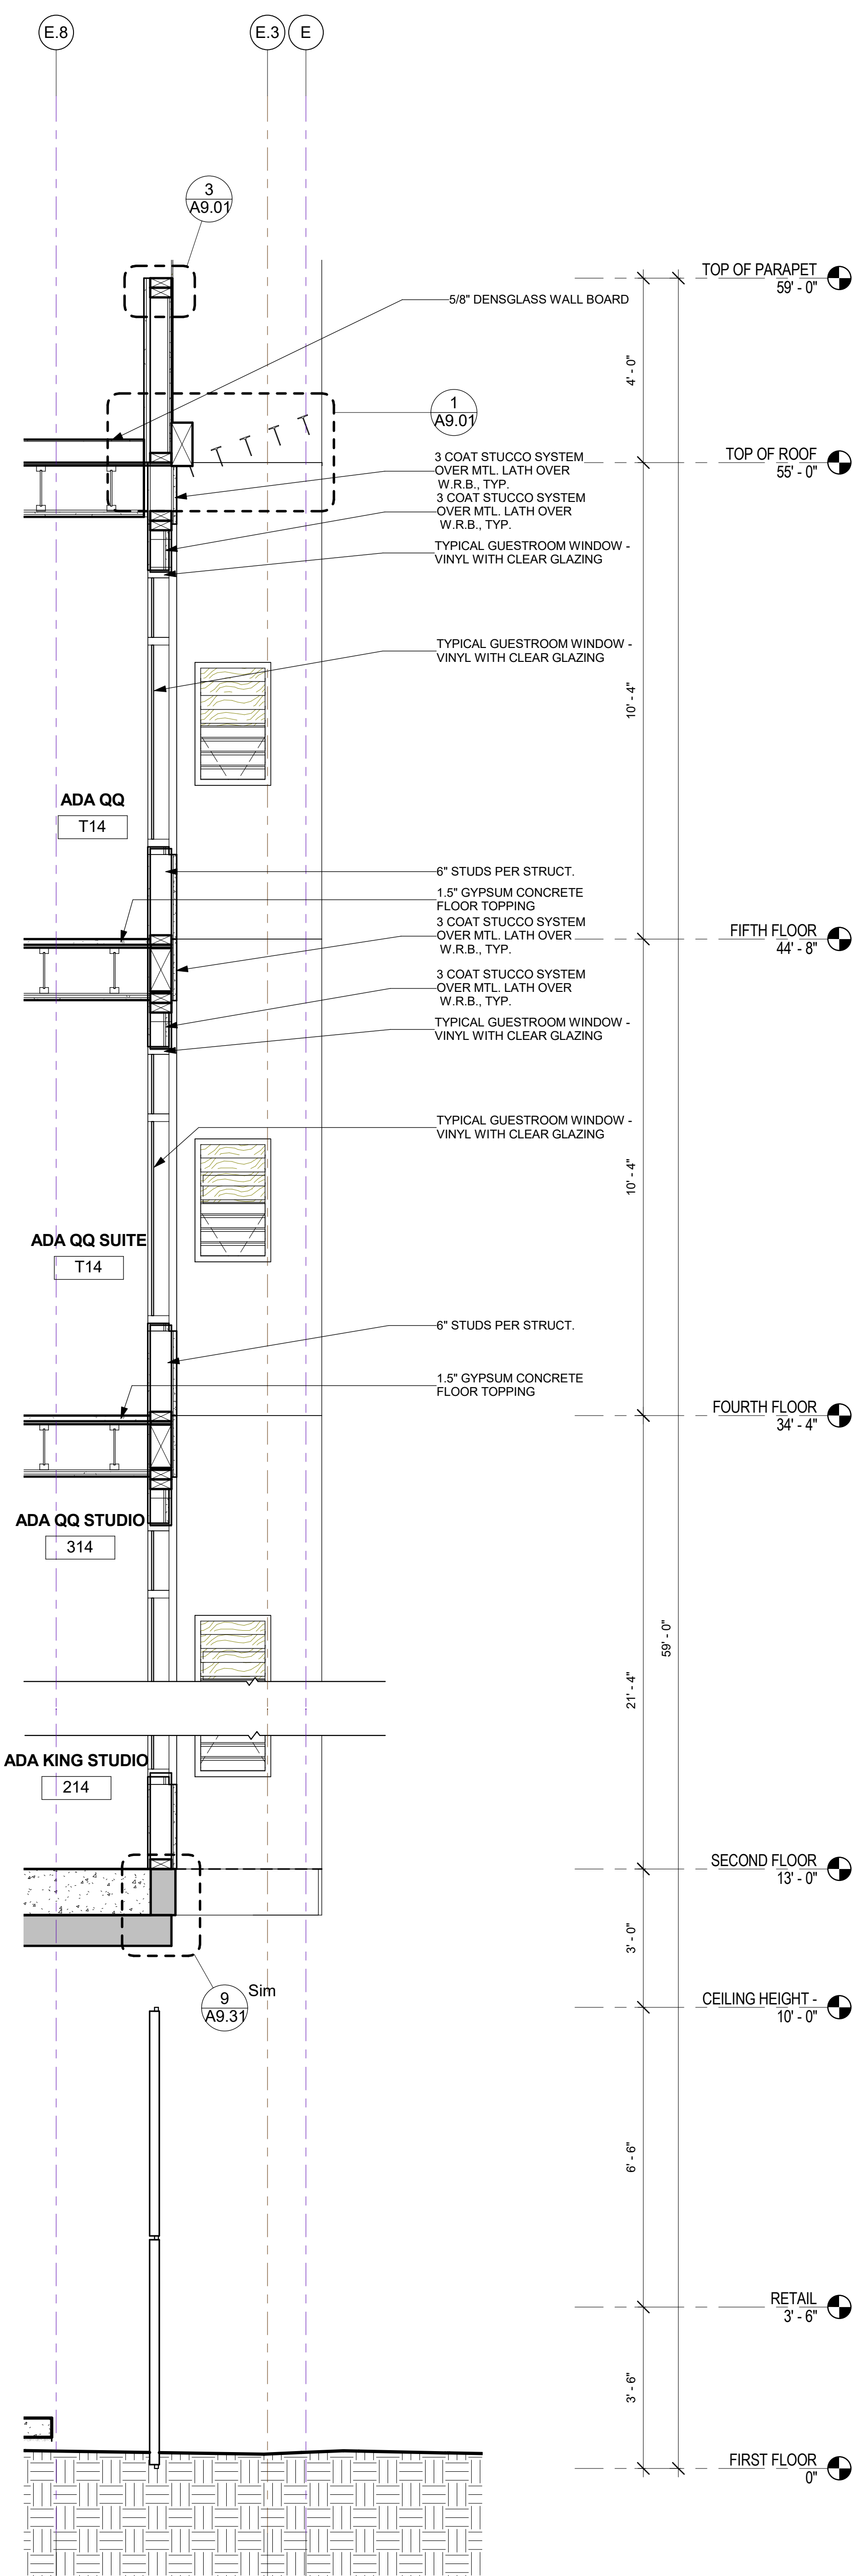 E.8
E.3
E
3
A9.01
TOP OF PARAPET
59' - 0"
5/8" DENSGLASS WALL BOARD
4' - 0"
1
A9.01
TOP OF ROOF
55' - 0"
3 COAT STUCCO SYSTEM
OVER MTL. LATH OVER
W.R.B., TYP.
3 COAT STUCCO SYSTEM
OVER MTL. LATH OVER
W.R.B., TYP.
TYPICAL GUESTROOM WINDOW -
VINYL WITH CLEAR GLAZING
TYPICAL GUESTROOM WINDOW -
VINYL WITH CLEAR GLAZING
10' - 4"
ADA QQ
T14
6" STUDS PER STRUCT.
1.5" GYPSUM CONCRETE
FLOOR TOPPING
3 COAT STUCCO SYSTEM
OVER MTL. LATH OVER
W.R.B., TYP.
FIFTH FLOOR
44' - 8"
3 COAT STUCCO SYSTEM
OVER MTL. LATH OVER
W.R.B., TYP.
TYPICAL GUESTROOM WINDOW -
VINYL WITH CLEAR GLAZING
TYPICAL GUESTROOM WINDOW -
VINYL WITH CLEAR GLAZING
10' - 4"
ADA QQ SUITE
T14
6" STUDS PER STRUCT.
1.5" GYPSUM CONCRETE
FLOOR TOPPING
FOURTH FLOOR
34' - 4"
ADA QQ STUDIO
314
59' - 0"
21' - 4"
ADA KING STUDIO
214
SECOND FLOOR
13' - 0"
3' - 0"
9
A9.31
Sim
CEILING HEIGHT -
10' - 0"
6' - 6"
RETAIL
3' - 6"
3' - 6"
FIRST FLOOR
0"